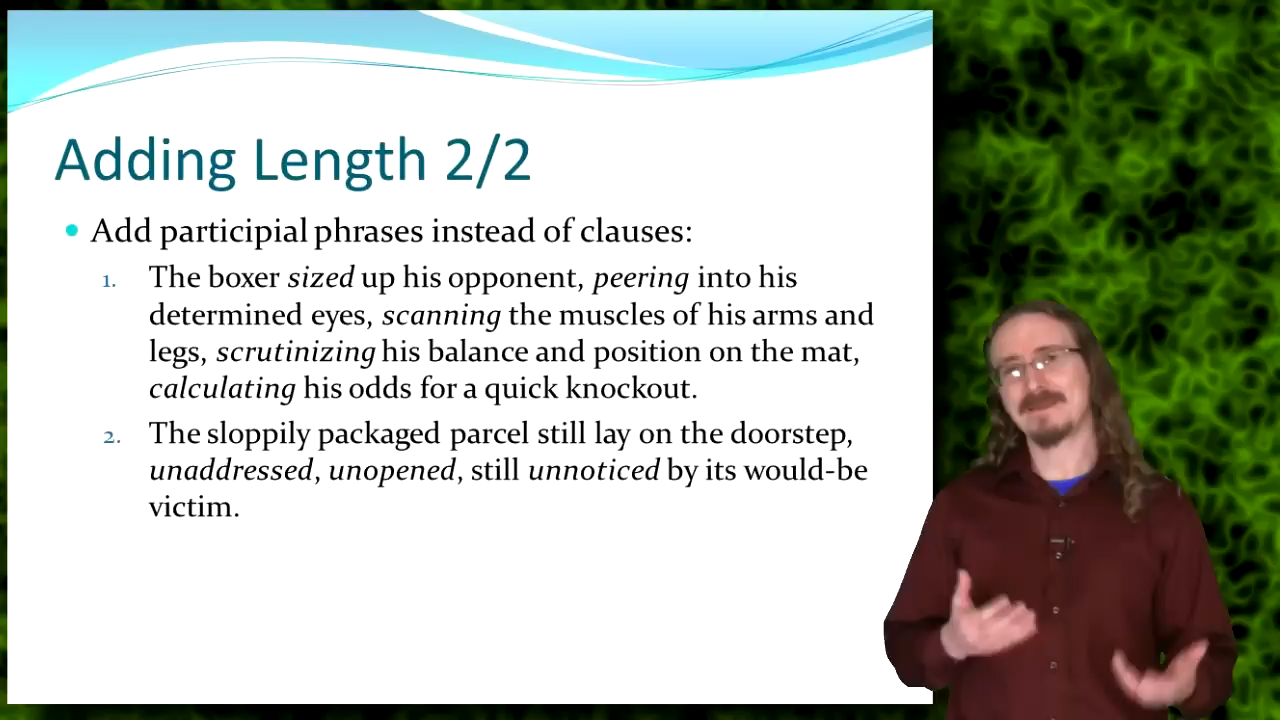 Adding Length 2/2
• Add participial phrases instead of clauses:
1. The boxer sized up his opponent, peering into his
determined eyes, scanning the muscles of his arms and
legs, scrutinizing his balance and position on the mat,
calculating his odds for a quick knockout.
2. The sloppily packaged parcel still lay on the doorstep,
unaddressed, unopened, still unnoticed by its would-be
victim.